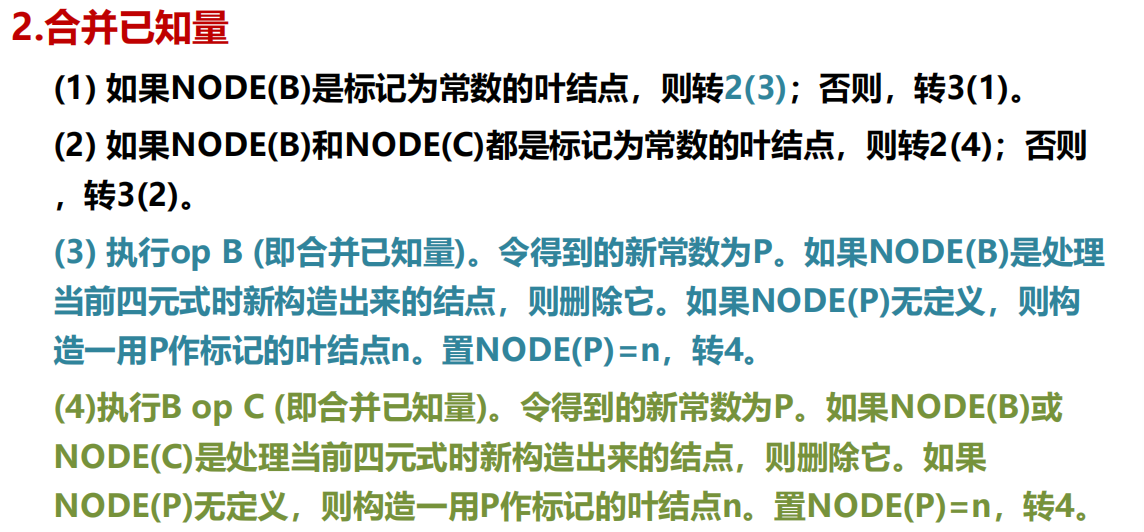 2.合并已知量
(1) 如果NODE(B)是标记为常数的叶结点，则转2(3)；否则，转3(1)。
(2) 如果NODE(B)和NODE(C)都是标记为常数的叶结点，则转2(4)；否则
，转3(2)。
(3) 执行op B (即合并已知量)。令得到的新常数为P。如果NODE(B)是处理
当前四元式时新构造出来的结点，则删除它。如果NODE(P)无定义，则构
造一用P作标记的叶结点n。置NODE(P)=n，转4。
(4)执行B op C (即合并已知量)。令得到的新常数为P。如果NODE(B)或
NODE(C)是处理当前四元式时新构造出来的结点，则删除它。如果
NODE(P)无定义，则构造一用P作标记的叶结点n。置NODE(P)=n，转4。